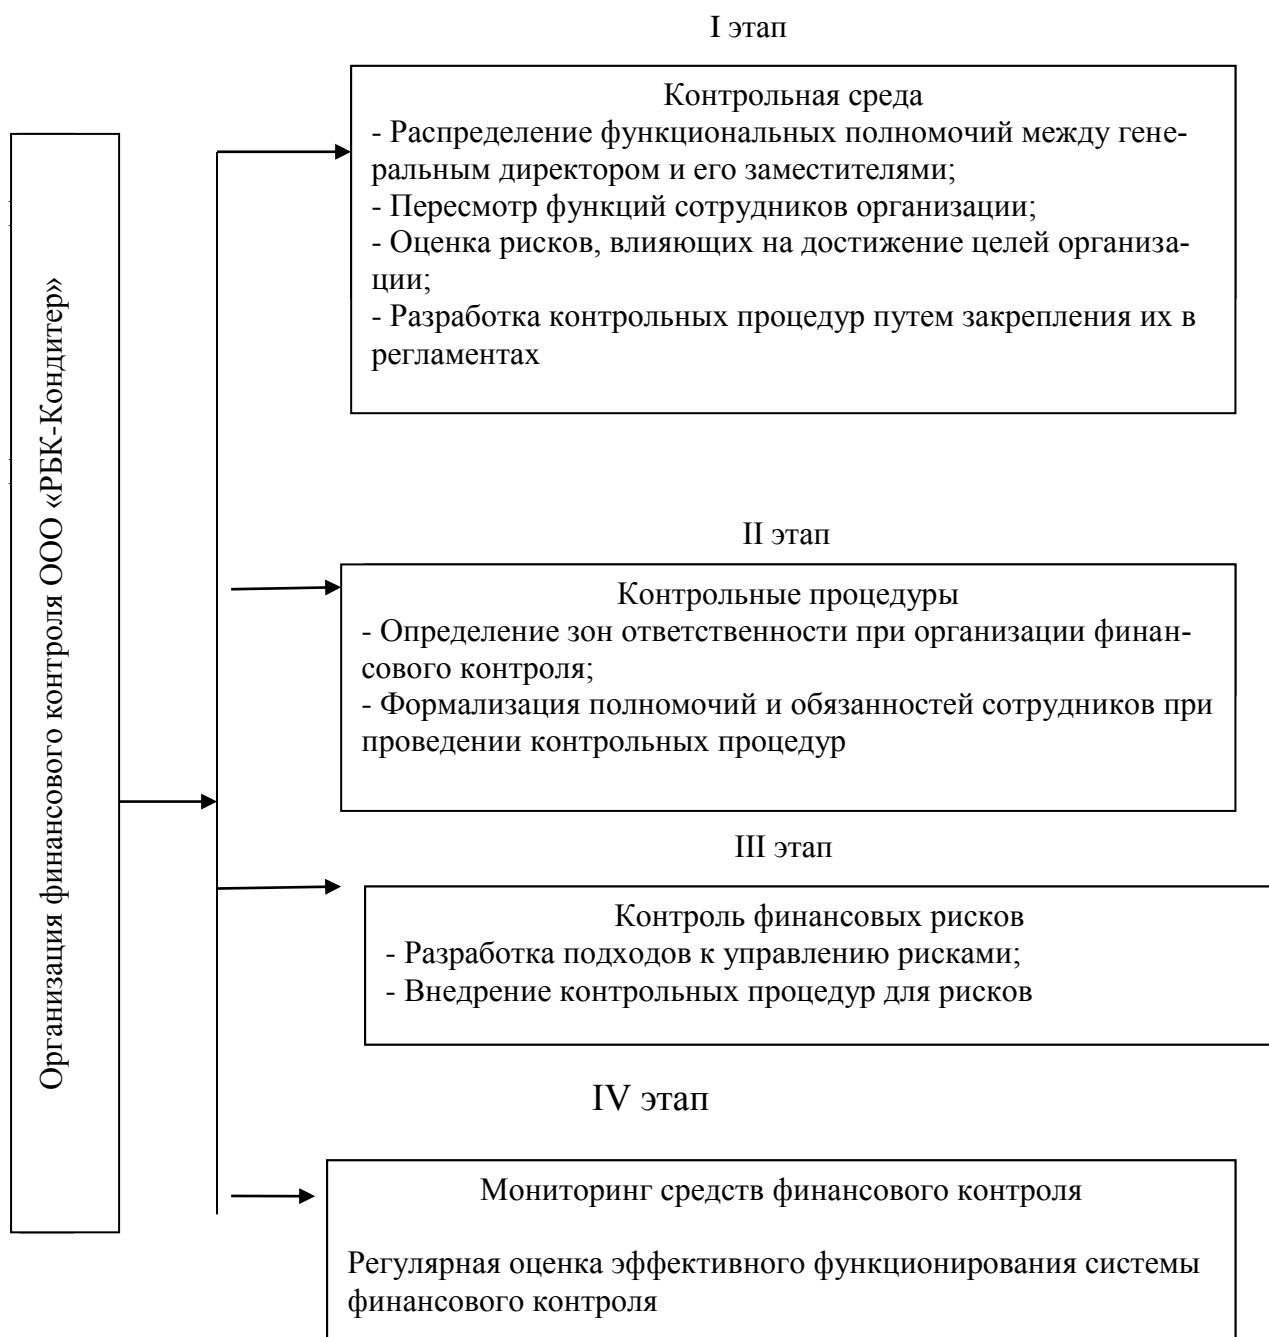 I этап
Контрольная среда
- Распределение функциональных полномочий между гене-
ральным директором и его заместителями;
- Пересмотр функций сотрудников организации;
- Оценка рисков, влияющих на достижение целей организа-
ции;
- Разработка контрольных процедур путем закрепления их в
регламентах
Организация финансового контроля ООО «РБК-Кондитер»
II этап
Контрольные процедуры
- Определение зон ответственности при организации финан-
сового контроля;
- Формализация полномочий и обязанностей сотрудников при
проведении контрольных процедур
III этап
Контроль финансовых рисков
- Разработка подходов к управлению рисками;
- Внедрение контрольных процедур для рисков
IV этап
Мониторинг средств финансового контроля
Регулярная оценка эффективного функционирования системы
финансового контроля